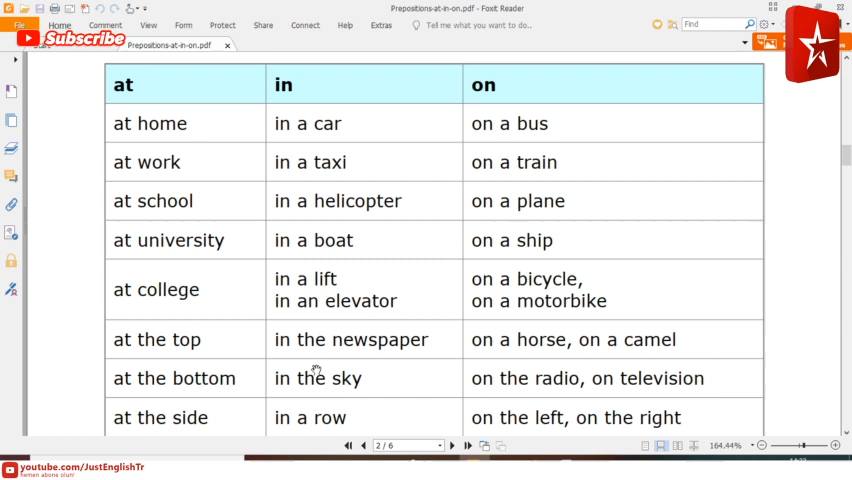 Prepositions-at-in-on.pdf - Foxit Reader
File Home Comment View Form Protect Share Connect Help Extras Tell me what you want to do... Find
Subscribe
Start Prepositions-at-in-on.pdf
at in on
at home in a car on a bus
at work in a taxi on a train
at school in a helicopter on a plane
at university in a boat on a ship
at college in a lift on a bicycle,
in an elevator on a motorbike
at the top in the newspaper on a horse, on a camel
at the bottom in the sky on the radio, on television
at the side in a row on the left, on the right
2 / 6 164.44%
youtube.com/JustEnglishTr
hemen abone olun!